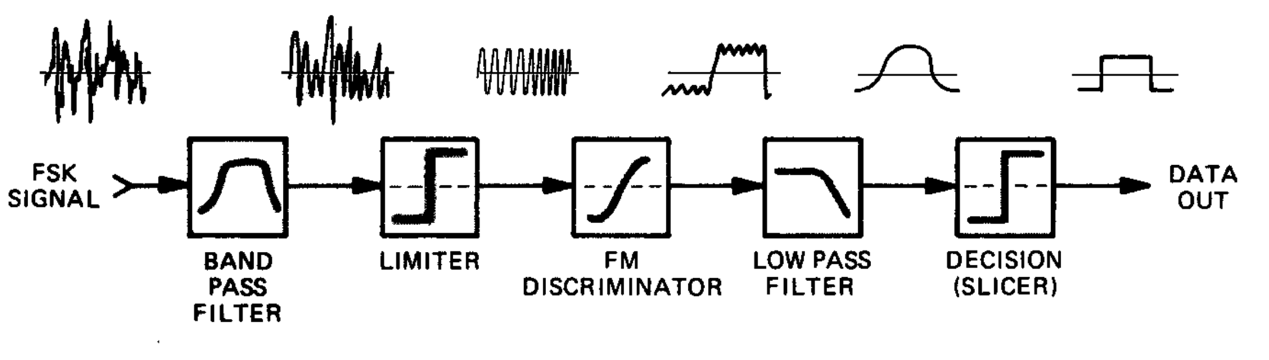 FSK
SIGNAL
BAND
PASS
FILTER
LIMITER
FM
DISCRIMINATOR
LOW PASS
FILTER
DECISION
(SLICER)
DATA
OUT